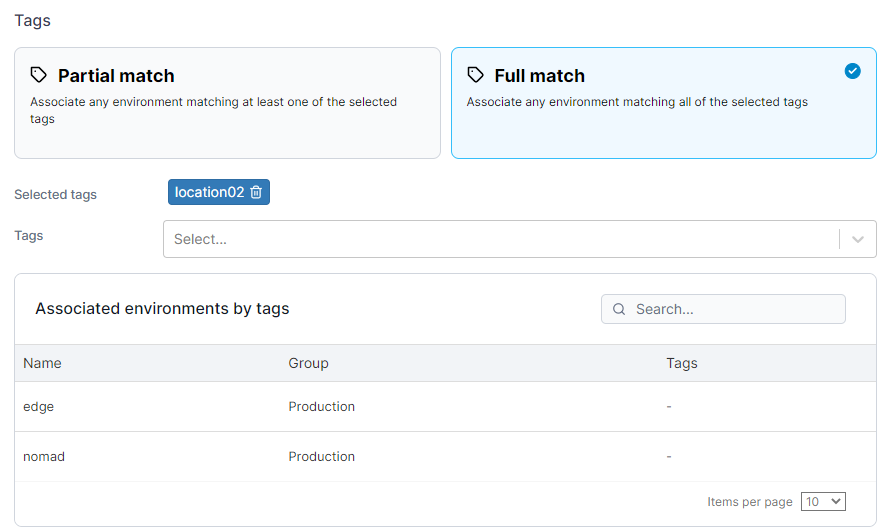 Tags
Partial match
Associate any environment matching at least one of the selected
tags
Full match
Associate any environment matching all of the selected tags
Selected tags
location02
Tags
Select...
Associated environments by tags
Search...
Name Group Tags
edge Production -
nomad Production -
Items per page 10